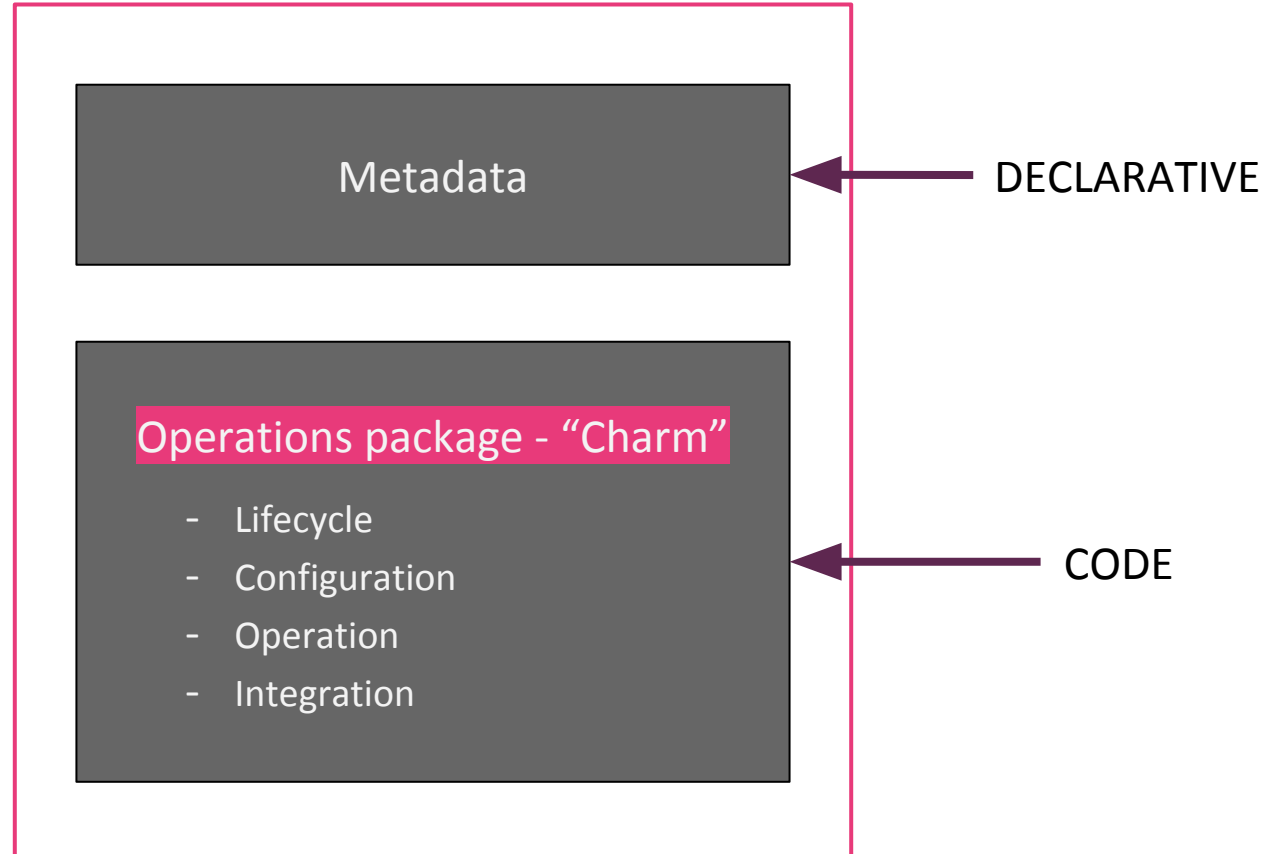 Metadata
DECLARATIVE
Operations package - “Charm”
- Lifecycle
- Configuration
- Operation
- Integration
CODE